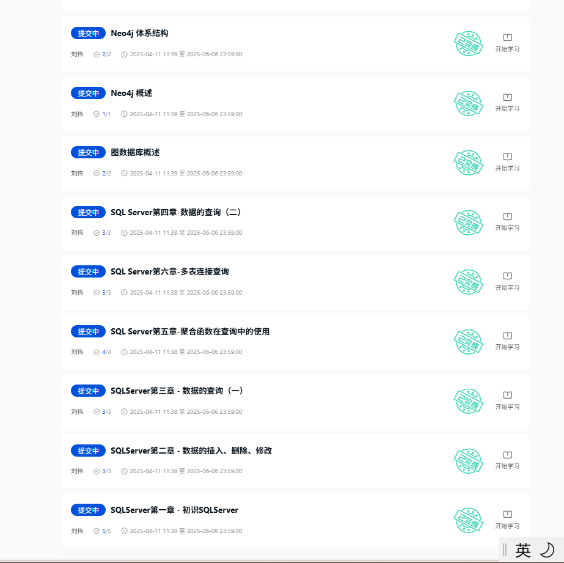 提交中 Neo4j 体系结构
已完成
刘伟 2/2 2025-04-11 11:39 至 2025-06-06 23:59:00
开始学习
提交中 Neo4j 概述
已完成
刘伟 1/1 2025-04-11 11:39 至 2025-06-06 23:59:00
开始学习
提交中 图数据库概述
已完成
刘伟 2/2 2025-04-11 11:39 至 2025-06-06 23:59:00
开始学习
提交中 SQL Server第四章-数据的查询（二）
已完成
刘伟 3/3 2025-04-11 11:38 至 2025-06-06 23:59:00
开始学习
提交中 SQL Server第六章-多表连接查询
已完成
刘伟 3/3 2025-04-11 11:38 至 2025-06-06 23:59:00
开始学习
提交中 SQL Server第五章-聚合函数在查询中的使用
已完成
刘伟 4/4 2025-04-11 11:38 至 2025-06-06 23:59:00
开始学习
提交中 SQLServer第三章 - 数据的查询（一）
已完成
刘伟 3/3 2025-04-11 11:38 至 2025-06-06 23:59:00
开始学习
提交中 SQLServer第二章 - 数据的插入、删除、修改
已完成
刘伟 3/3 2025-04-11 11:38 至 2025-06-06 23:59:00
开始学习
提交中 SQLServer第一章 - 初识SQLServer
已完成
刘伟 5/5 2025-04-11 11:38 至 2025-06-06 23:59:00
开始学习
英